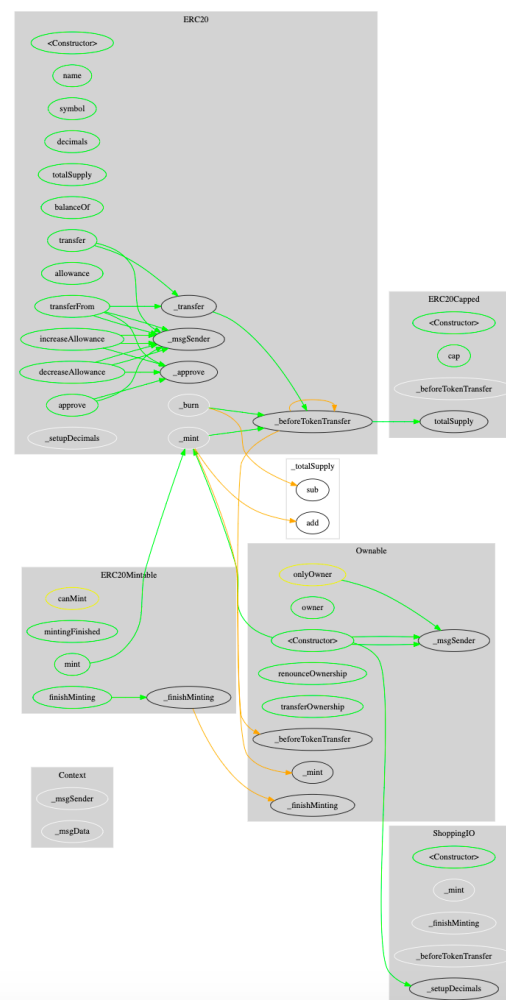 ERC20
<Constructor>
name
symbol
decimals
totalSupply
balanceOf
transfer
allowance
transferFrom
increaseAllowance
decreaseAllowance
approve
_setupDecimals
_transfer
_msgSender
_approve
_burn
_mint
_beforeTokenTransfer
ERC20Capped
<Constructor>
cap
_beforeTokenTransfer
totalSupply
_totalSupply
sub
add
ERC20Mintable
canMint
mintingFinished
mint
finishMinting
_finishMinting
Ownable
onlyOwner
owner
<Constructor>
renounceOwnership
transferOwnership
_beforeTokenTransfer
_mint
_finishMinting
_msgSender
Context
_msgSender
_msgData
ShoppingIO
<Constructor>
_mint
_finishMinting
_beforeTokenTransfer
_setupDecimals